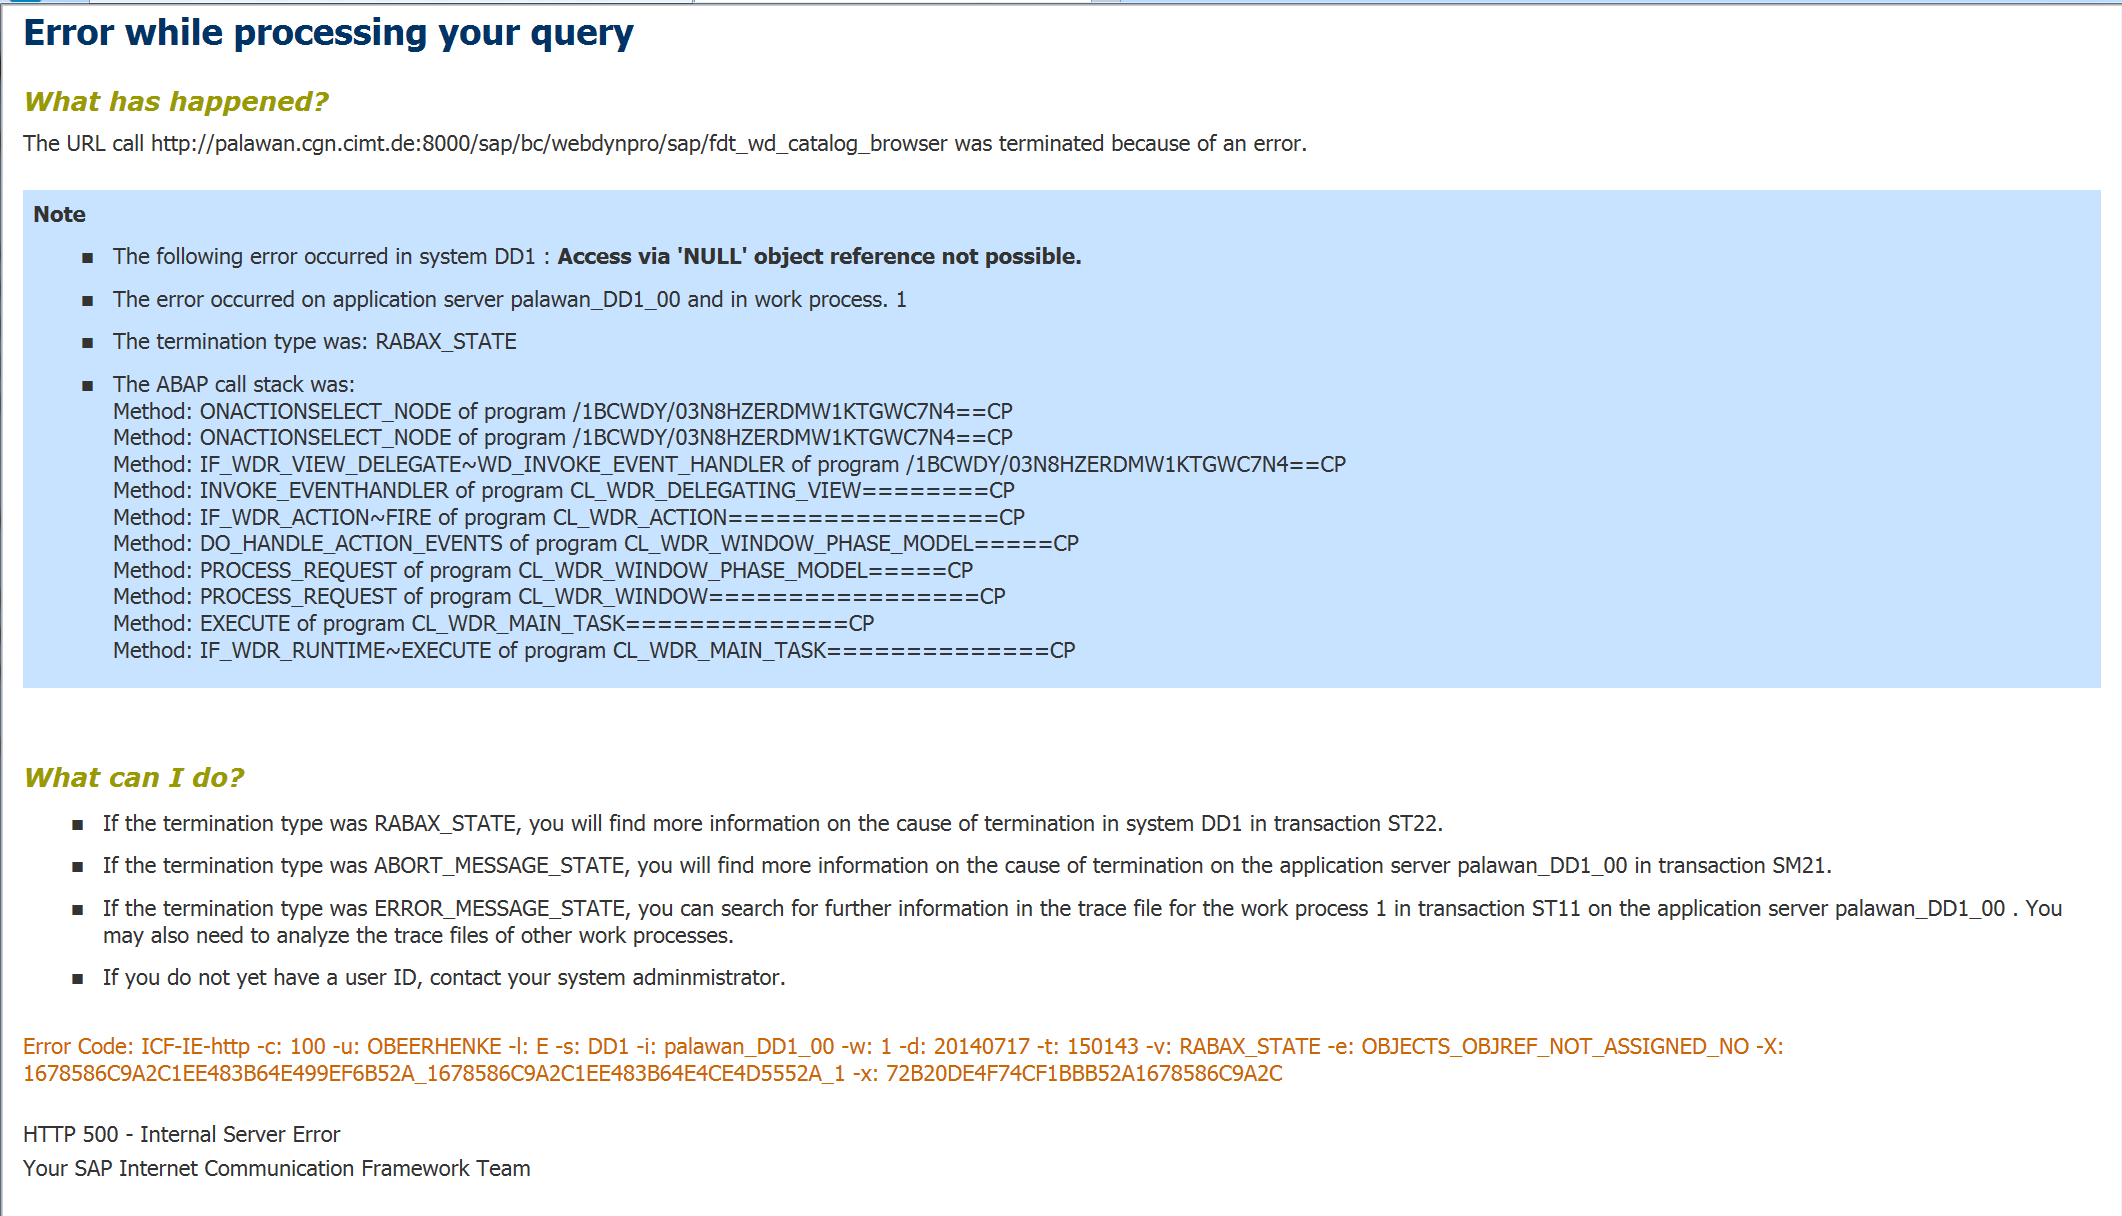 Error while processing your query
What has happened?
The URL call http://palawan.cgn.cimt.de:8000/sap/bc/webdynpro/sap/fdt_wd_catalog_browser was terminated because of an error.
Note
■ The following error occurred in system DD1 : Access via 'NULL' object reference not possible.
■ The error occurred on application server palawan_DD1_00 and in work process. 1
■ The termination type was: RABAX_STATE
■ The ABAP call stack was:
Method: ONACTIONSELECT_NODE of program /1BCWDY/03N8HZERDMW1KTGWC7N4==CP
Method: ONACTIONSELECT_NODE of program /1BCWDY/03N8HZERDMW1KTGWC7N4==CP
Method: IF_WDR_VIEW_DELEGATE~WD_INVOKE_EVENT_HANDLER of program /1BCWDY/03N8HZERDMW1KTGWC7N4==CP
Method: INVOKE_EVENTHANDLER of program CL_WDR_DELEGATING_VIEW========CP
Method: IF_WDR_ACTION~FIRE of program CL_WDR_ACTION=================CP
Method: DO_HANDLE_ACTION_EVENTS of program CL_WDR_WINDOW_PHASE_MODEL=====CP
Method: PROCESS_REQUEST of program CL_WDR_WINDOW_PHASE_MODEL=====CP
Method: PROCESS_REQUEST of program CL_WDR_WINDOW=================CP
Method: EXECUTE of program CL_WDR_MAIN_TASK==============CP
Method: IF_WDR_RUNTIME~EXECUTE of program CL_WDR_MAIN_TASK==============CP
What can I do?
■ If the termination type was RABAX_STATE, you will find more information on the cause of termination in system DD1 in transaction ST22.
■ If the termination type was ABORT_MESSAGE_STATE, you will find more information on the cause of termination on the application server palawan_DD1_00 in transaction SM21.
■ If the termination type was ERROR_MESSAGE_STATE, you can search for further information in the trace file for the work process 1 in transaction ST11 on the application server palawan_DD1_00 . You
may also need to analyze the trace files of other work processes.
■ If you do not yet have a user ID, contact your system adminmistrator.
Error Code: ICF-IE-http -c: 100 -u: OBEERHENKE -l: E -s: DD1 -i: palawan_DD1_00 -w: 1 -d: 20140717 -t: 150143 -v: RABAX_STATE -e: OBJECTS_OBJREF_NOT_ASSIGNED_NO -X:
1678586C9A2C1EE483B64E499EF6B52A_1678586C9A2C1EE483B64E4CE4D5552A_1 -x: 72B20DE4F74CF1BBB52A1678586C9A2C
HTTP 500 - Internal Server Error
Your SAP Internet Communication Framework Team